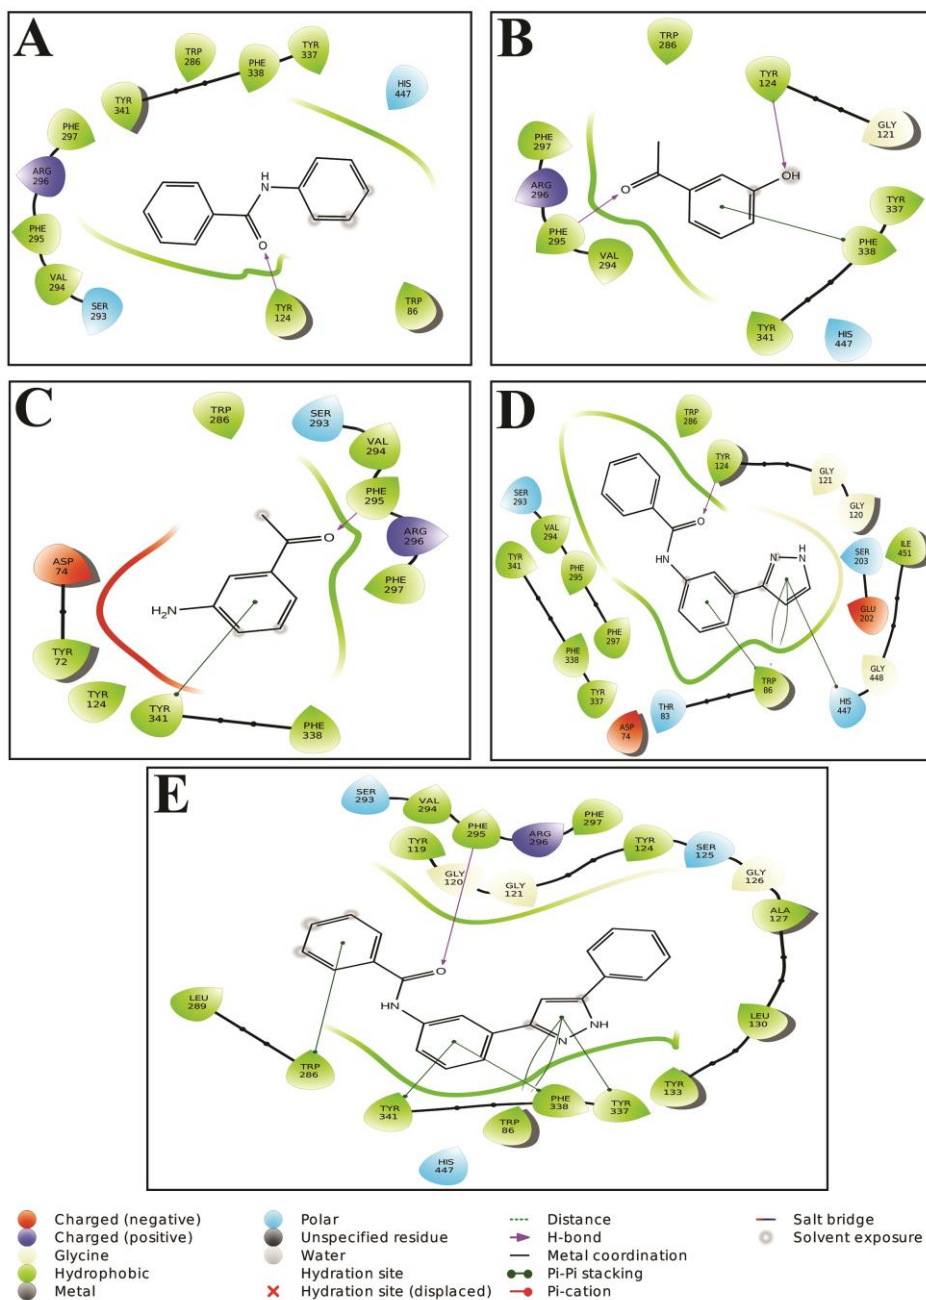 A
TYR
337
TRP
286
PHE
338
HIS
447
TYR
341
PHE
297
ARG
296
PHE
295
VAL
294
SER
293
H
N
O
TYR
124
TRP
86
B
TRP
286
TYR
124
GLY
121
PHE
297
ARG
296
PHE
295
VAL
294
O
OH
TYR
337
PHE
338
TYR
341
HIS
447
C
TRP
286
SER
293
VAL
294
PHE
295
ARG
296
PHE
297
O
ASP
74
H₂N
TYR
72
TYR
124
TYR
341
PHE
338
D
TRP
286
TYR
124
GLY
121
GLY
120
SER
293
VAL
294
TYR
341
PHE
295
PHE
297
PHE
338
TYR
337
O
HN
H
N
N
SER
203
ILE
451
GLU
202
GLY
448
TRP
86
HIS
447
THR
83
ASP
74
E
SER
293
VAL
294
PHE
295
ARG
296
PHE
297
TYR
119
GLY
120
GLY
121
TYR
124
SER
125
GLY
126
ALA
127
O
HN
NH
N
LEU
289
TRP
286
LEU
130
TYR
133
TYR
341
PHE
338
TYR
337
TRP
86
HIS
447
Charged (negative)
Charged (positive)
Glycine
Hydrophobic
Metal
Polar
Unspecified residue
Water
Hydration site
Hydration site (displaced)
Distance
H-bond
Metal coordination
Pi-Pi stacking
Pi-cation
Salt bridge
Solvent exposure